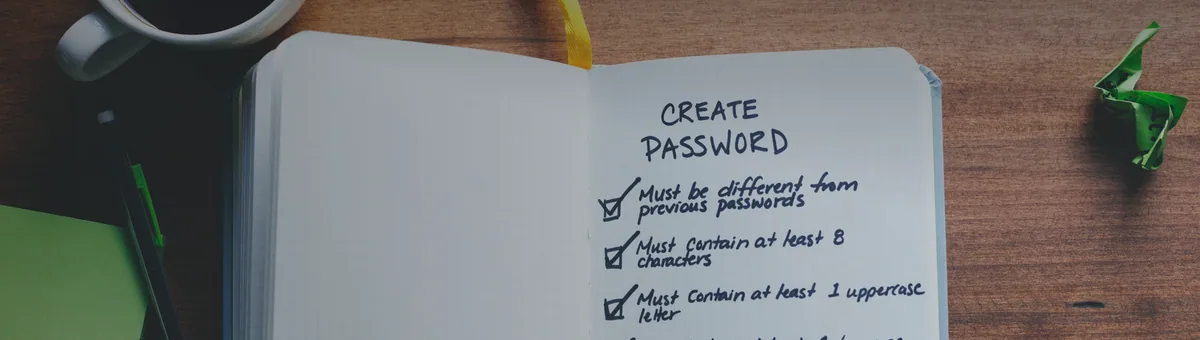 CREATE
PASSWORD
Must be different from
previous passwords
Must contain at least 8
characters
Must contain at least 1 uppercase
letter